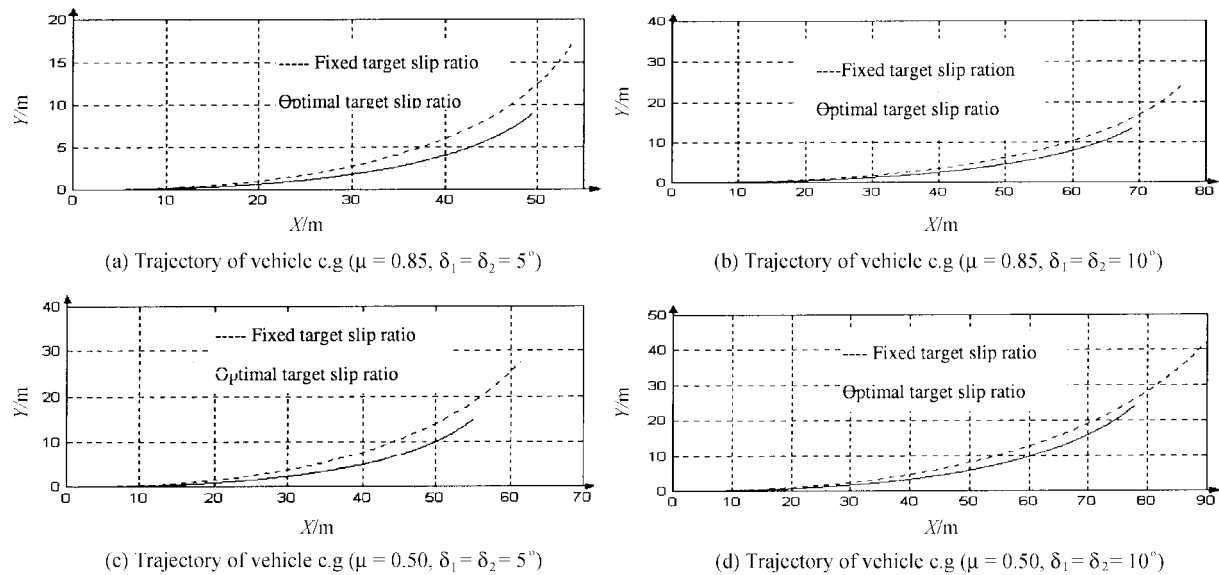 20
15
10
5
0
Y/m
Fixed target slip ratio
Optimal target slip ratio
0 10 20 30 40 50
X/m
(a) Trajectory of vehicle c.g (μ = 0.85, δ₁ = δ₂ = 5°)
40
30
20
10
0
Y/m
Fixed target slip ration
Optimal target slip ratio
0 10 20 30 40 50 60 70 80
X/m
(b) Trajectory of vehicle c.g (μ = 0.85, δ₁ = δ₂ = 10°)
40
30
20
10
0
Y/m
Fixed target slip ratio
Optimal target slip ratio
0 10 20 30 40 50 60 70
X/m
(c) Trajectory of vehicle c.g (μ = 0.50, δ₁ = δ₂ = 5°)
50
40
30
20
10
0
Y/m
Fixed target slip ratio
Optimal target slip ratio
0 10 20 30 40 50 60 70 80 90
X/m
(d) Trajectory of vehicle c.g (μ = 0.50, δ₁ = δ₂ = 10°)